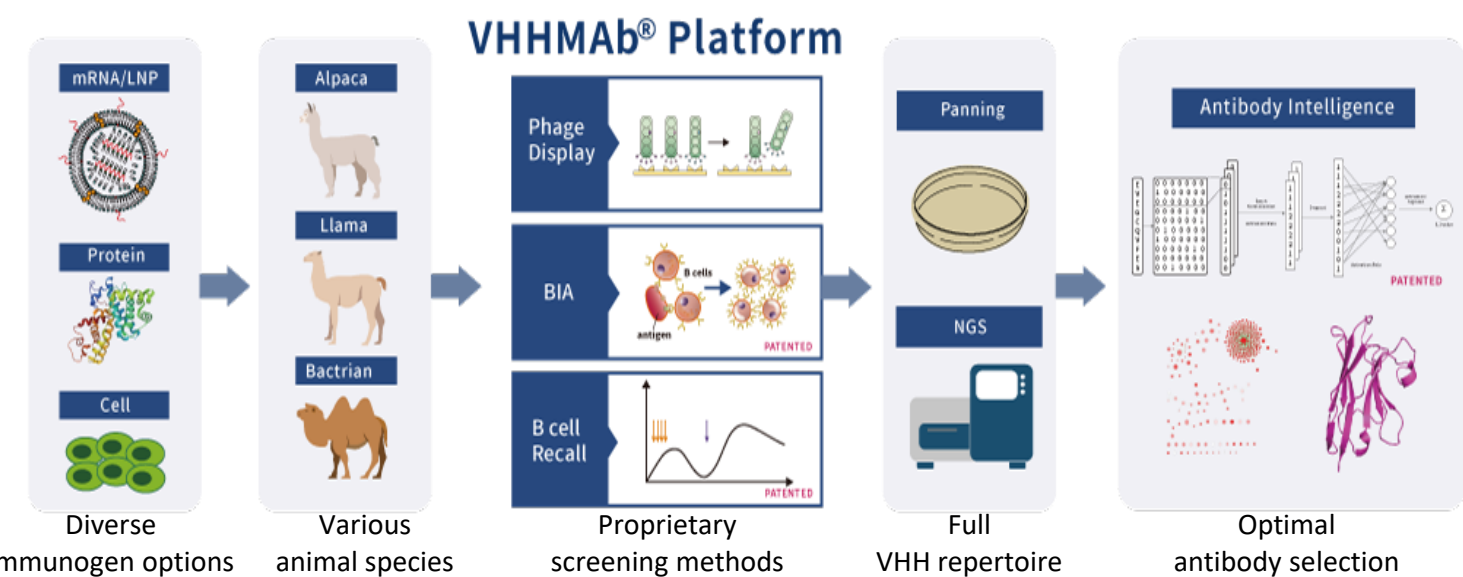 VHHMAb® Platform
mRNA/LNP
Protein
Cell
Diverse
mmunogen options
Alpaca
Llama
Bactrian
Various
animal species
Phage
Display
BIA
B cells
antigen
PATENTED
B cell
Recall
PATENTED
Proprietary
screening methods
Panning
NGS
Full
VHH repertoire
Antibody Intelligence
PATENTED
Optimal
antibody selection